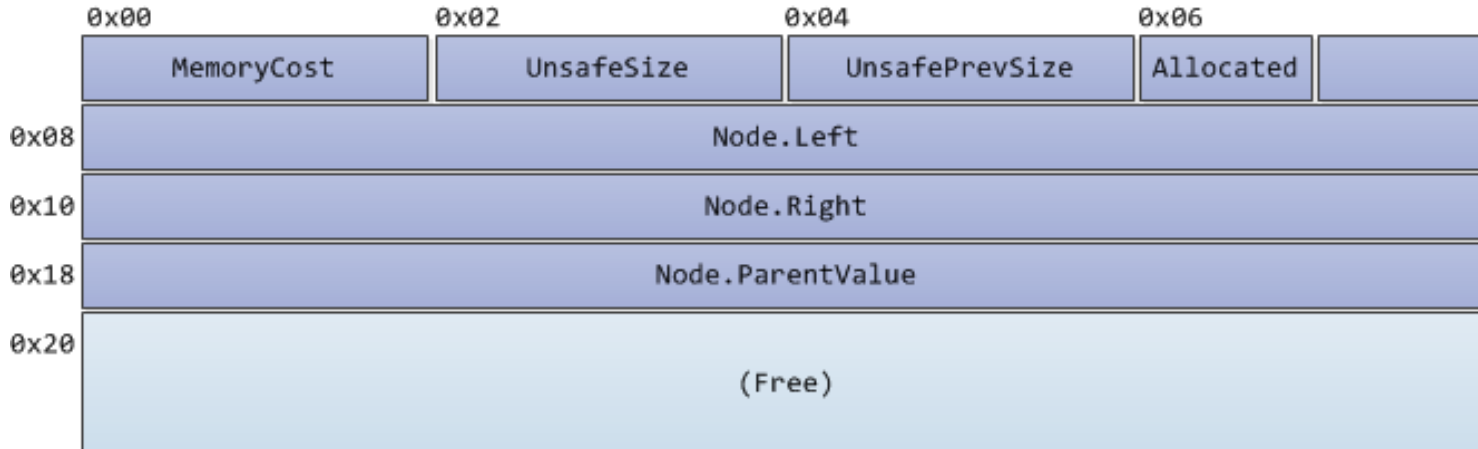 0x00 0x02 0x04 0x06
MemoryCost UnsafeSize UnsafePrevSize Allocated
0x08 Node.Left
0x10 Node.Right
0x18 Node.ParentValue
0x20
(Free)